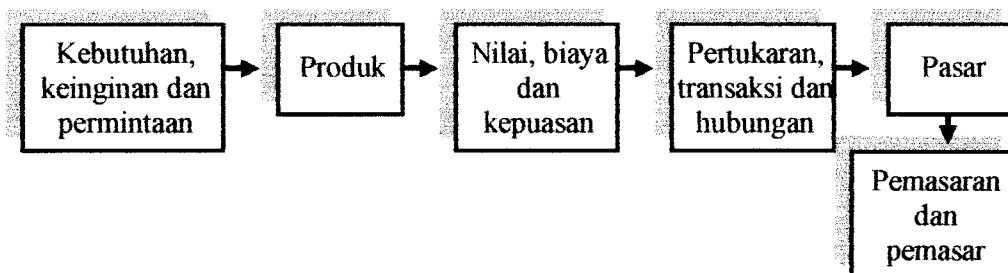 Kebutuhan,
keinginan dan
permintaan
Produk
Nilai, biaya
dan
kepuasan
Pertukaran,
transaksi dan
hubungan
Pasar
Pemasaran
dan
pemasar